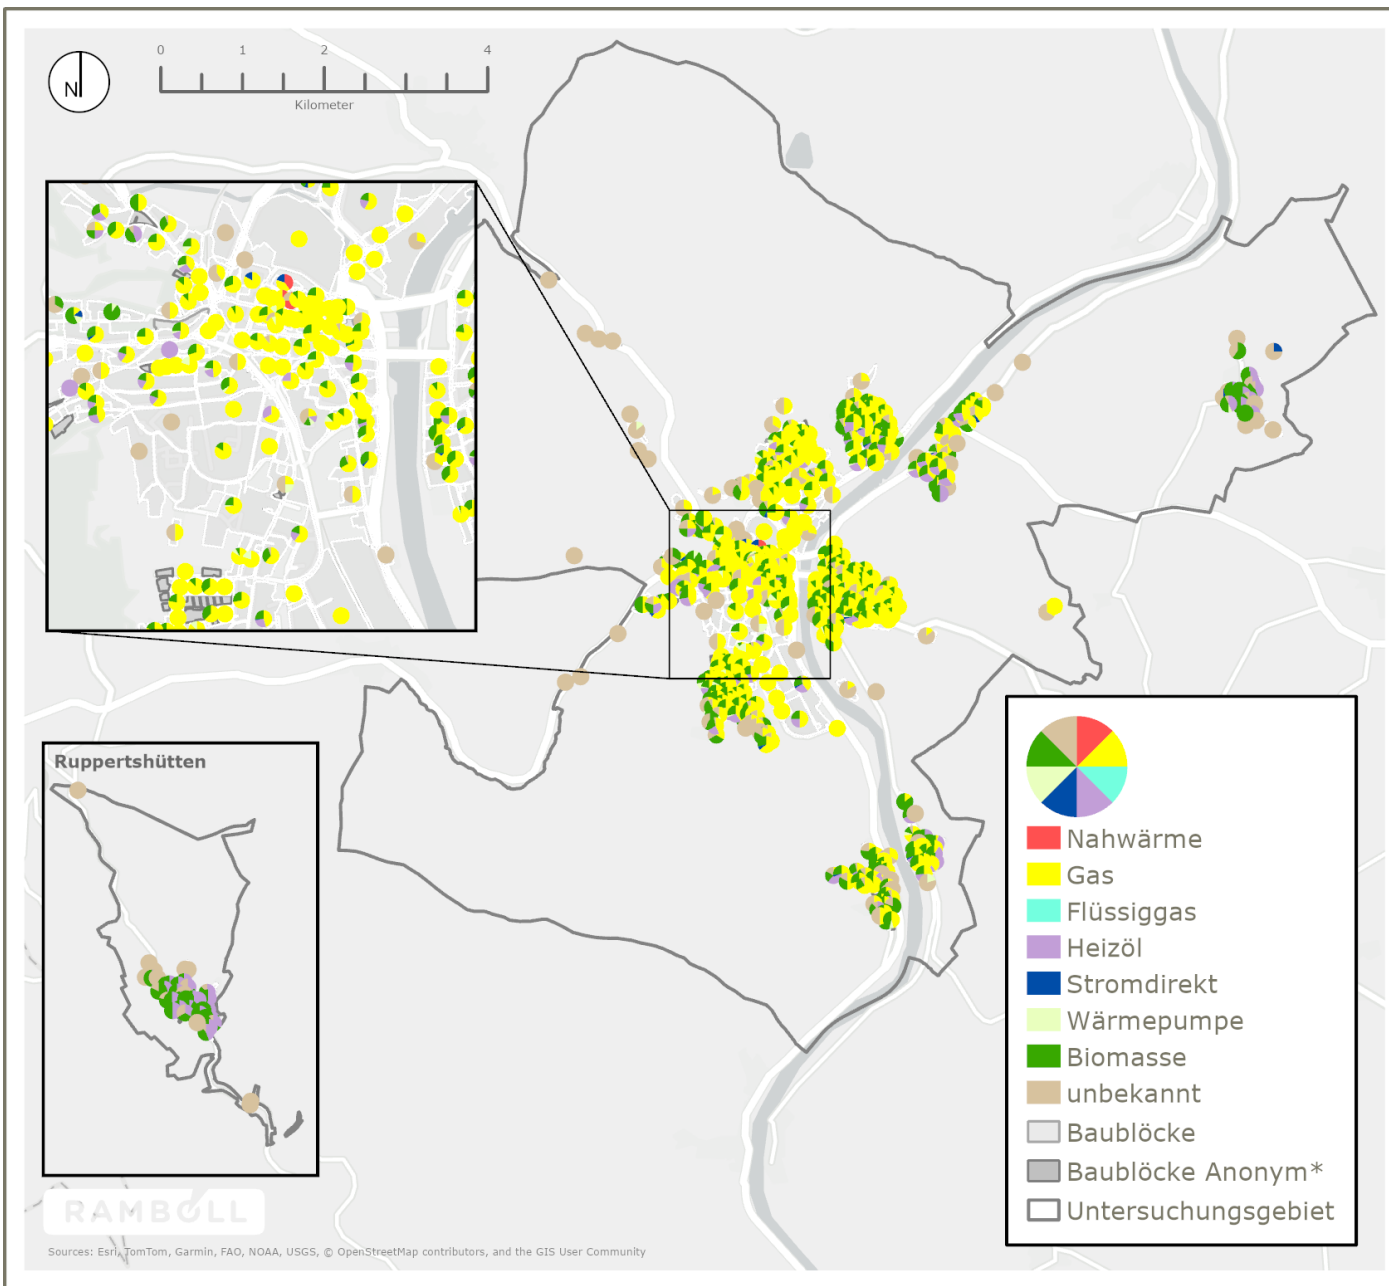 0 1 2 4
Kilometer
N
Ruppertshütten
Nahwärme
Gas
Flüssiggas
Heizöl
Stromdirekt
Wärmepumpe
Biomasse
unbekannt
Baublöcke
Baublöcke Anonym*
Untersuchungsgebiet
RAMBOLL
Sources: Esri, TomTom, Garmin, FAO, NOAA, USGS, © OpenStreetMap contributors, and the GIS User Community